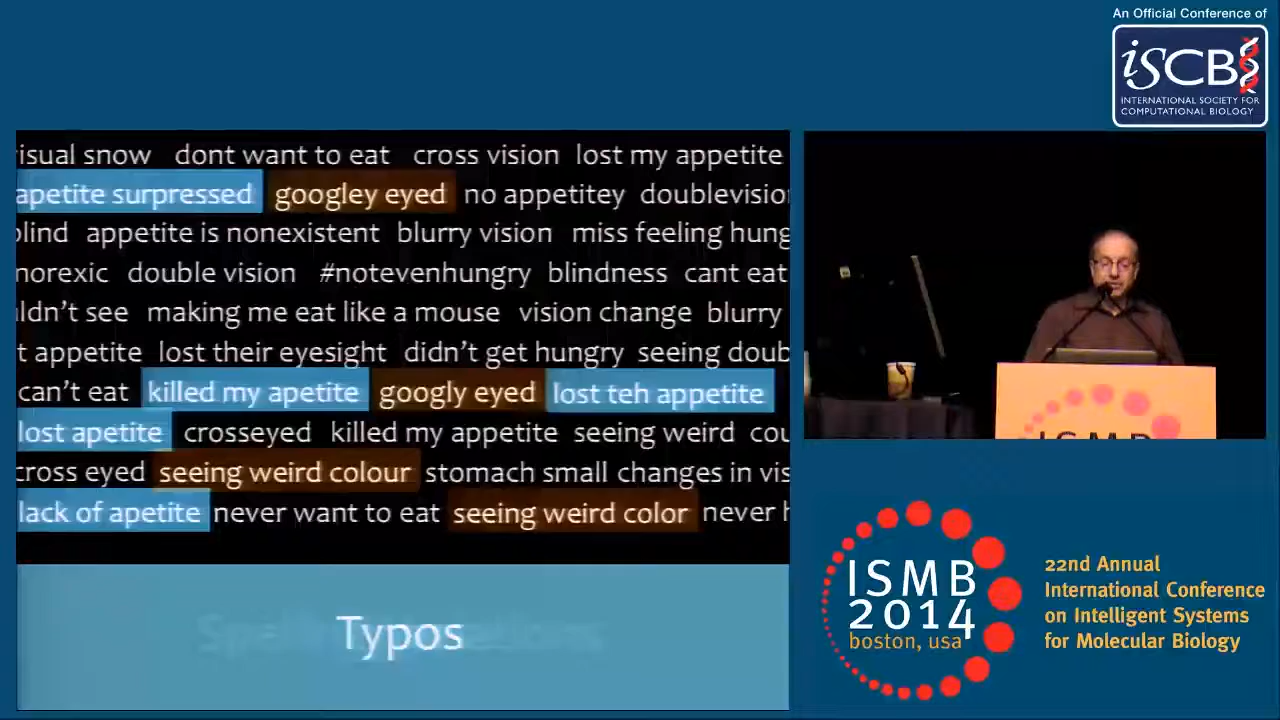 An Official Conference of
iSCB
INTERNATIONAL SOCIETY FOR
COMPUTATIONAL BIOLOGY
isual snow dont want to eat cross vision lost my appetite
apetite surpressed googley eyed no appetitey doublevision
blind appetite is nonexistent blurry vision miss feeling hung
norexic double vision #notevenhungry blindness cant eat
uldn't see making me eat like a mouse vision change blurry
t appetite lost their eyesight didn't get hungry seeing doub
can't eat killed my apetite googly eyed lost teh appetite
lost apetite crosseyed killed my appetite seeing weird cou
cross eyed seeing weird colour stomach small changes in vis
lack of apetite never want to eat seeing weird color never h
Typos
ISMB
ISMB
2014
boston, usa
22nd Annual
International Conference
on Intelligent Systems
for Molecular Biology